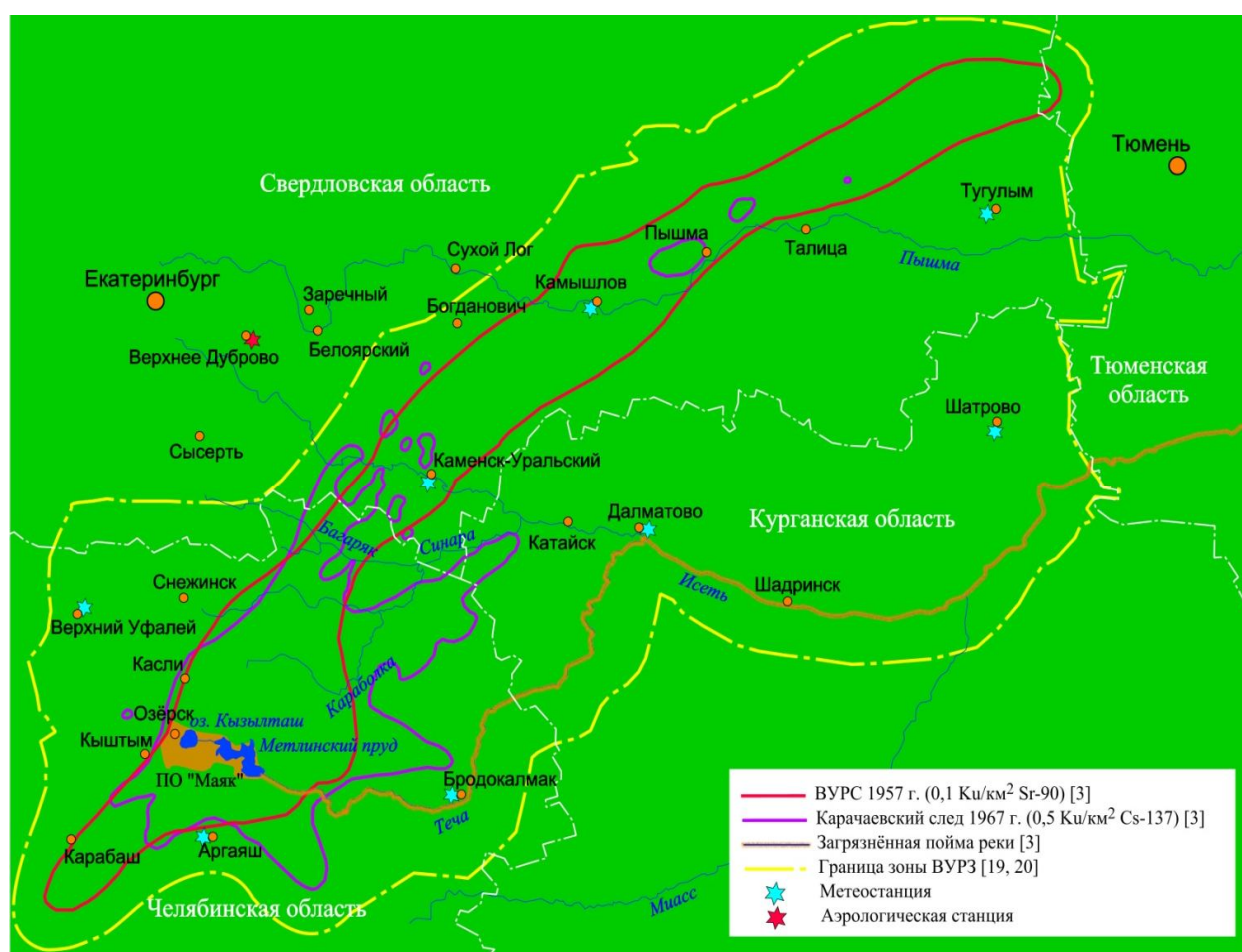 Тюмень
Свердловская область
Тугулым
Сухой Лог
Пышма
Талица
Пышма
Екатеринбург
Заречный
Камышлов
Богданович
Верхнее Дуброво
Белоярский
Тюменская
область
Шатрово
Сысерть
Каменск-Уральский
Далматово
Курганская область
Багаряк
Синара
Катайск
Снежинск
Исеть
Шадринск
Верхний Уфалей
Касли
Караболка
Озёрск
оз. Кызылташ
Кыштым
Метлинский пруд
ПО "Маяк"
Бродокалмак
Теча
Карабаш
Аргаяш
Челябинская область
Миасс
ВУРС 1957 г. (0,1 Ku/км² Sr-90) [3]
Карачаевский след 1967 г. (0,5 Ku/км² Cs-137) [3]
Загрязнённая пойма реки [3]
Граница зоны ВУРЗ [19, 20]
Метеостанция
Аэрологическая станция